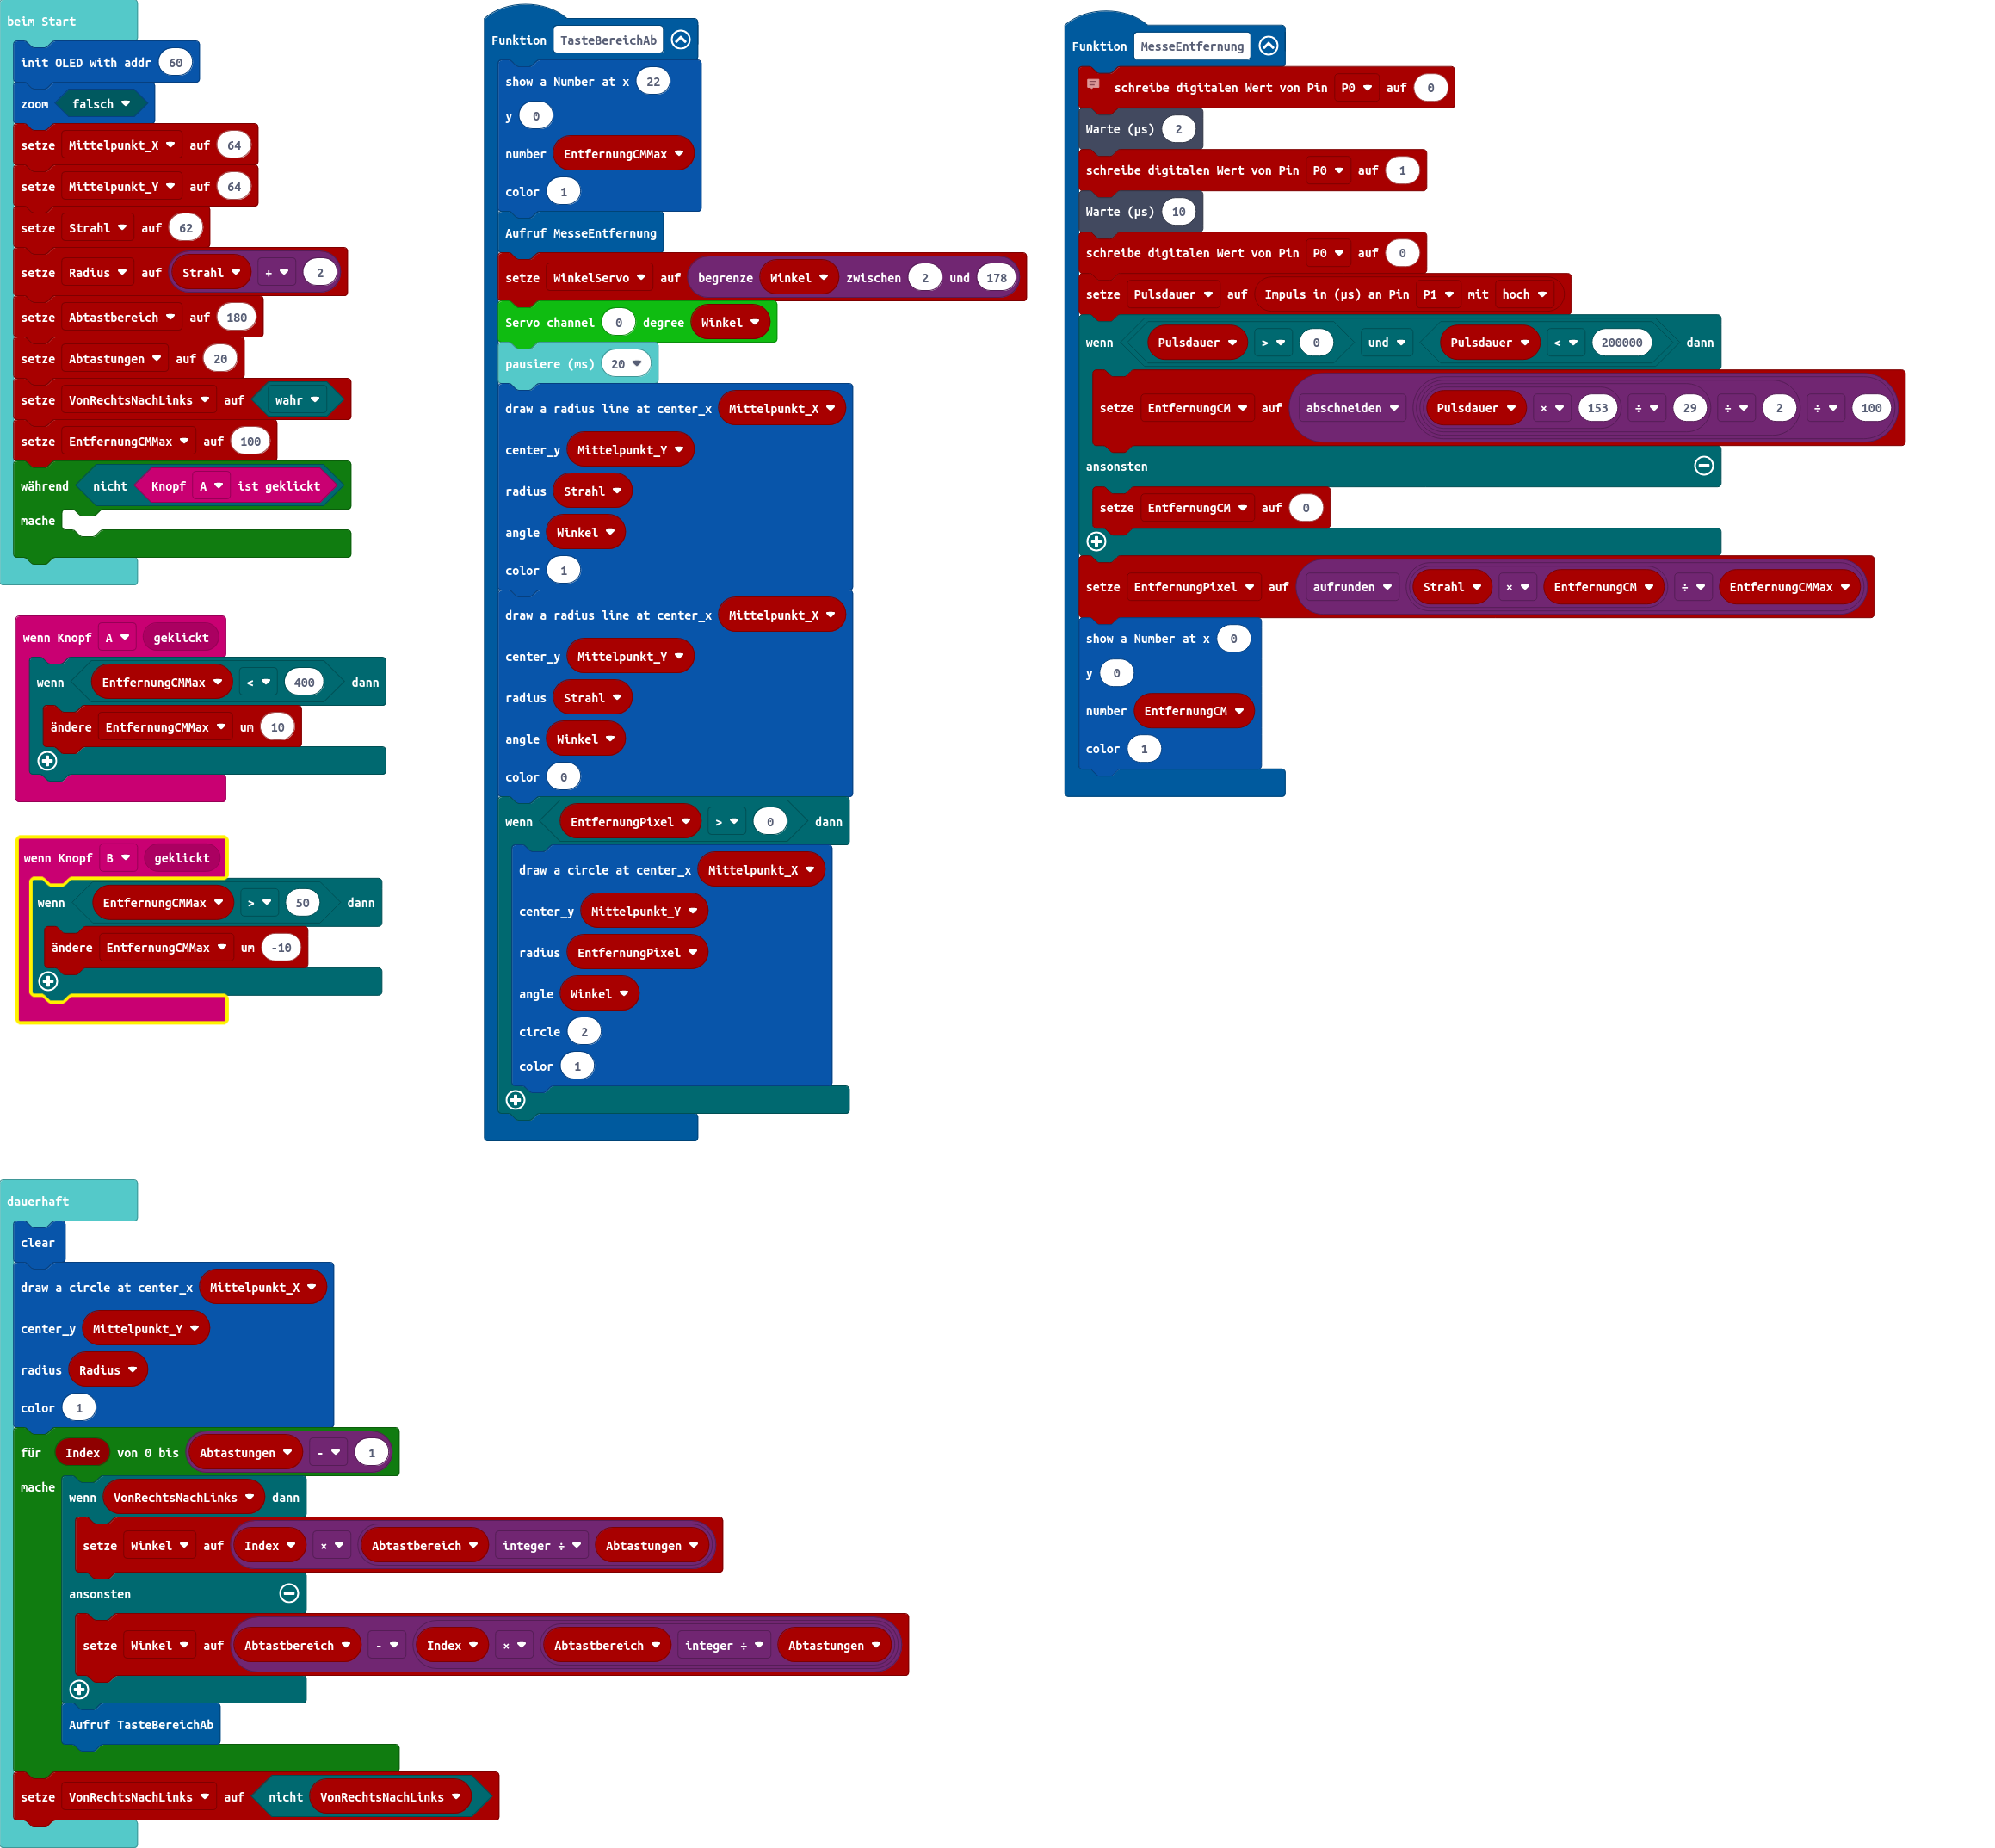 beim Start
init OLED with addr 60
zoom falsch
setze Mittelpunkt_X auf 64
setze Mittelpunkt_Y auf 64
setze Strahl auf 62
setze Radius auf Strahl + 2
setze Abtastbereich auf 180
setze Abtastungen auf 20
setze VonRechtsNachLinks auf wahr
setze EntfernungCMMax auf 100
während nicht Knopf A ist geklickt
mache
wenn Knopf A geklickt
wenn EntfernungCMMax < 400 dann
ändere EntfernungCMMax um 10
wenn Knopf B geklickt
wenn EntfernungCMMax > 50 dann
ändere EntfernungCMMax um -10
Funktion TasteBereichAb
show a Number at x 22
y 0
number EntfernungCMMax
color 1
Aufruf MesseEntfernung
setze WinkelServo auf begrenze Winkel zwischen 2 und 178
Servo channel 0 degree Winkel
pausiere (ms) 20
draw a radius line at center_x Mittelpunkt_X
center_y Mittelpunkt_Y
radius Strahl
angle Winkel
color 1
draw a radius line at center_x Mittelpunkt_X
center_y Mittelpunkt_Y
radius Strahl
angle Winkel
color 0
wenn EntfernungPixel > 0 dann
draw a circle at center_x Mittelpunkt_X
center_y Mittelpunkt_Y
radius EntfernungPixel
angle Winkel
circle 2
color 1
Funktion MesseEntfernung
schreibe digitalen Wert von Pin P0 auf 0
Warte (µs) 2
schreibe digitalen Wert von Pin P0 auf 1
Warte (µs) 10
schreibe digitalen Wert von Pin P0 auf 0
setze Pulsdauer auf Impuls in (µs) an Pin P1 mit hoch
wenn Pulsdauer > 0 und Pulsdauer < 200000 dann
setze EntfernungCM auf abschneiden Pulsdauer × 153 ÷ 29 ÷ 2 ÷ 100
ansonsten
setze EntfernungCM auf 0
setze EntfernungPixel auf aufrunden Strahl × EntfernungCM ÷ EntfernungCMMax
show a Number at x 0
y 0
number EntfernungCM
color 1
dauerhaft
clear
draw a circle at center_x Mittelpunkt_X
center_y Mittelpunkt_Y
radius Radius
color 1
für Index von 0 bis Abtastungen - 1
mache
wenn VonRechtsNachLinks dann
setze Winkel auf Index × Abtastbereich integer ÷ Abtastungen
ansonsten
setze Winkel auf Abtastbereich - Index × Abtastbereich integer ÷ Abtastungen
Aufruf TasteBereichAb
setze VonRechtsNachLinks auf nicht VonRechtsNachLinks